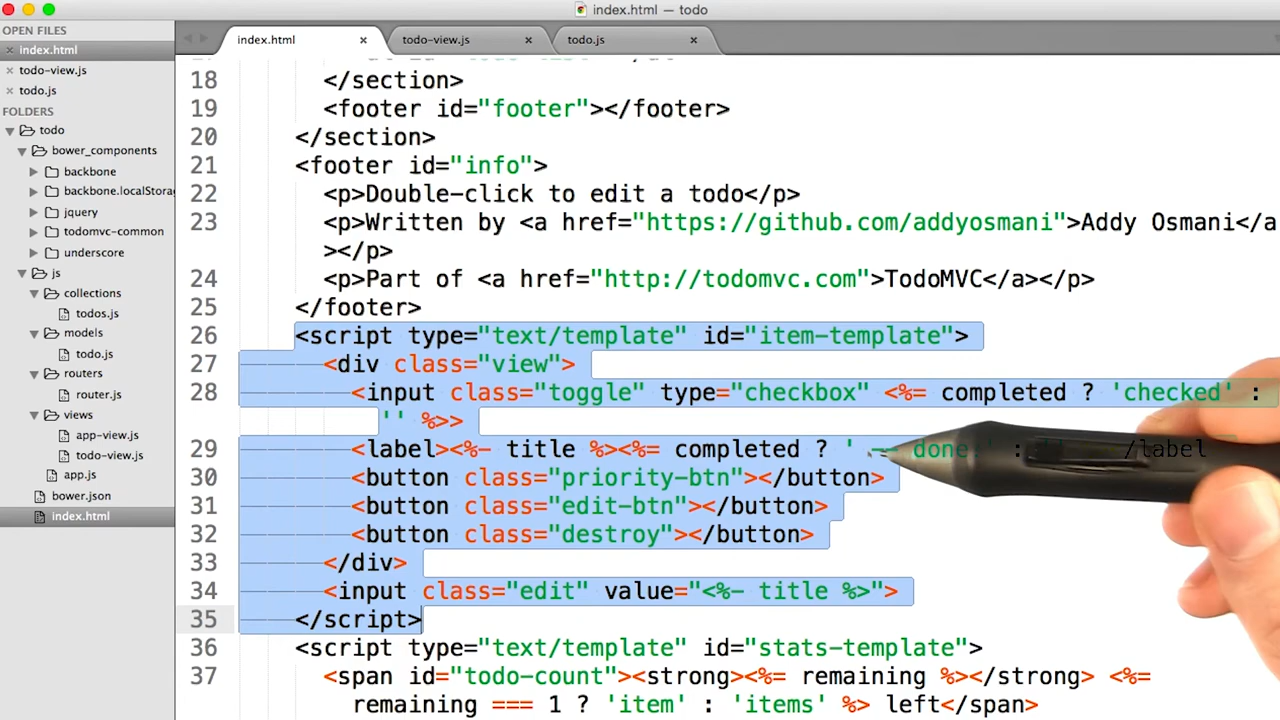 index.html — todo
OPEN FILES
index.html
todo-view.js
todo.js
FOLDERS
todo
bower_components
backbone
backbone.localStorag
jquery
todomvc-common
underscore
js
collections
todos.js
models
todo.js
routers
router.js
views
app-view.js
todo-view.js
app.js
bower.json
index.html
index.html
todo-view.js
todo.js
18 </section>
19 <footer id="footer"></footer>
20 </section>
21 <footer id="info">
22 <p>Double-click to edit a todo</p>
23 <p>Written by <a href="https://github.com/addyosmani">Addy Osmani</a
></p>
24 <p>Part of <a href="http://todomvc.com">TodoMVC</a></p>
25 </footer>
26 <script type="text/template" id="item-template">
27 <div class="view">
28 <input class="toggle" type="checkbox" <%= completed ? 'checked' :
'' %>>
29 <label><%- title %><%= completed ? ' -- done!' : /label
30 <button class="priority-btn"></button>
31 <button class="edit-btn"></button>
32 <button class="destroy"></button>
33 </div>
34 <input class="edit" value="<%- title %>">
35 </script>
36 <script type="text/template" id="stats-template">
37 <span id="todo-count"><strong><%= remaining %></strong> <%=
remaining === 1 ? 'item' : 'items' %> left</span>